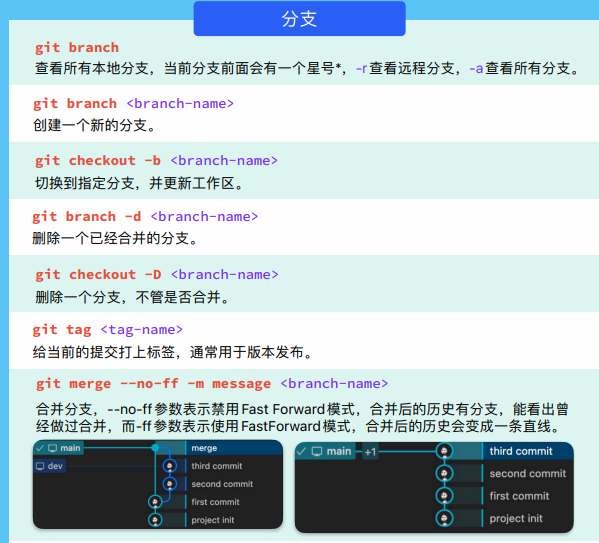 分支
git branch
查看所有本地分支，当前分支前面会有一个星号*，-r查看远程分支，-a查看所有分支。
git branch <branch-name>
创建一个新的分支。
git checkout -b <branch-name>
切换到指定分支，并更新工作区。
git branch -d <branch-name>
删除一个已经合并的分支。
git checkout -D <branch-name>
删除一个分支，不管是否合并。
git tag <tag-name>
给当前的提交打上标签，通常用于版本发布。
git merge --no-ff -m message <branch-name>
合并分支，--no-ff参数表示禁用Fast Forward模式，合并后的历史有分支，能看出曾
经做过合并，而-ff参数表示使用FastForward模式，合并后的历史会变成一条直线。
main
merge
dev
third commit
second commit
first commit
project init
main +1
third commit
second commit
first commit
project init